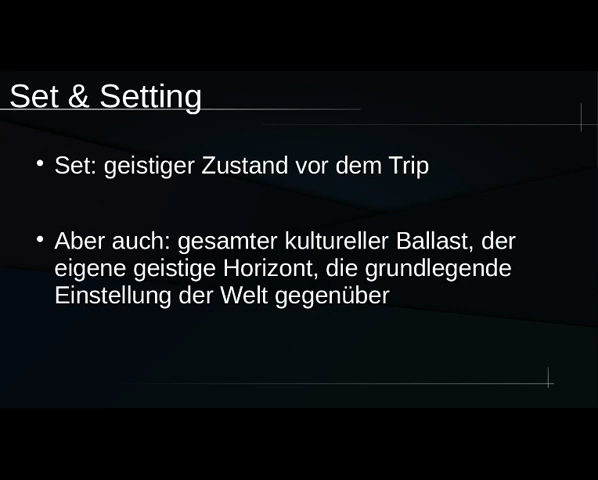 Set & Setting
• Set: geistiger Zustand vor dem Trip
• Aber auch: gesamter kultureller Ballast, der
eigene geistige Horizont, die grundlegende
Einstellung der Welt gegenüber